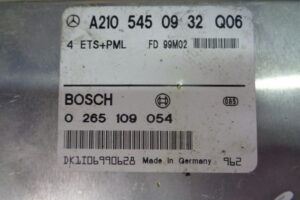 A210 545 09 32 Q06
4 ETS+PML FD 99M02
BOSCH
0 265 109 054
DK1I06990628 Made in Germany 962